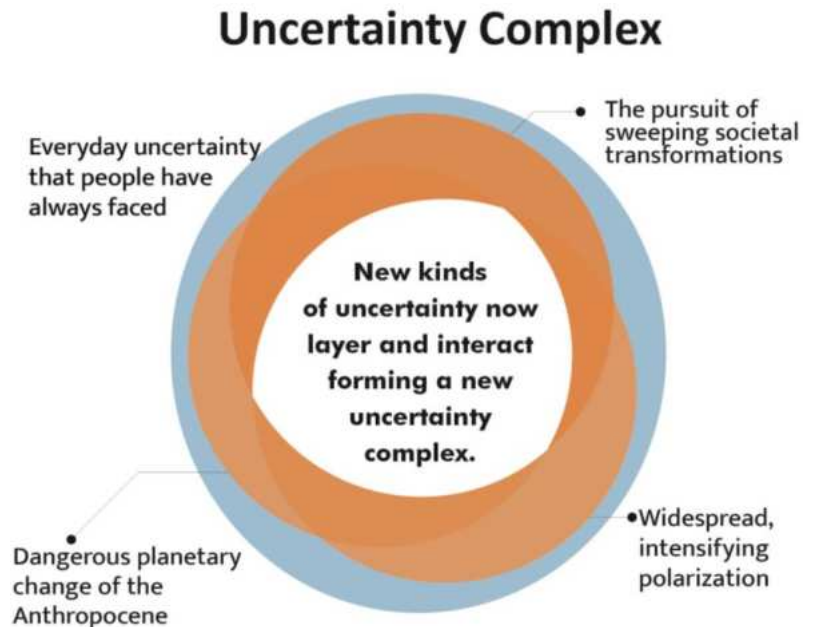 Uncertainty Complex
The pursuit of
sweeping societal
transformations
Everyday uncertainty
that people have
always faced
New kinds
of uncertainty now
layer and interact
forming a new
uncertainty
complex.
Widespread,
intensifying
polarization
Dangerous planetary
change of the
Anthropocene